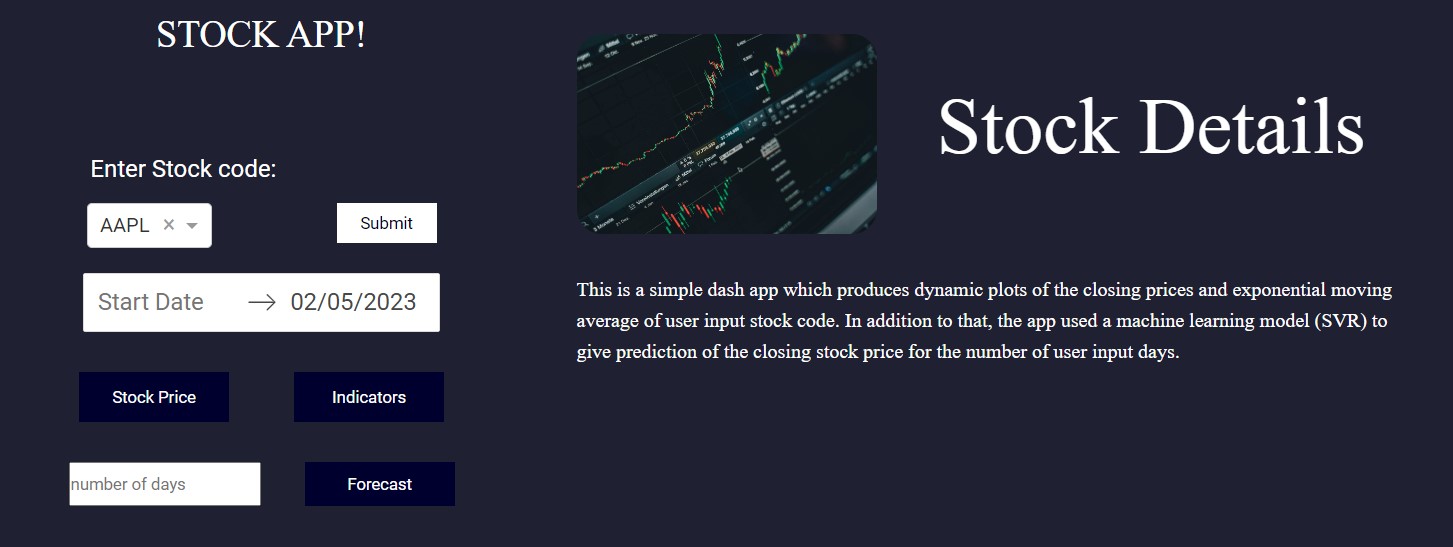 STOCK APP!
Enter Stock code:
AAPL
Submit
Start Date → 02/05/2023
Stock Price
Indicators
number of days
Forecast
Stock Details
This is a simple dash app which produces dynamic plots of the closing prices and exponential moving
average of user input stock code. In addition to that, the app used a machine learning model (SVR) to
give prediction of the closing stock price for the number of user input days.